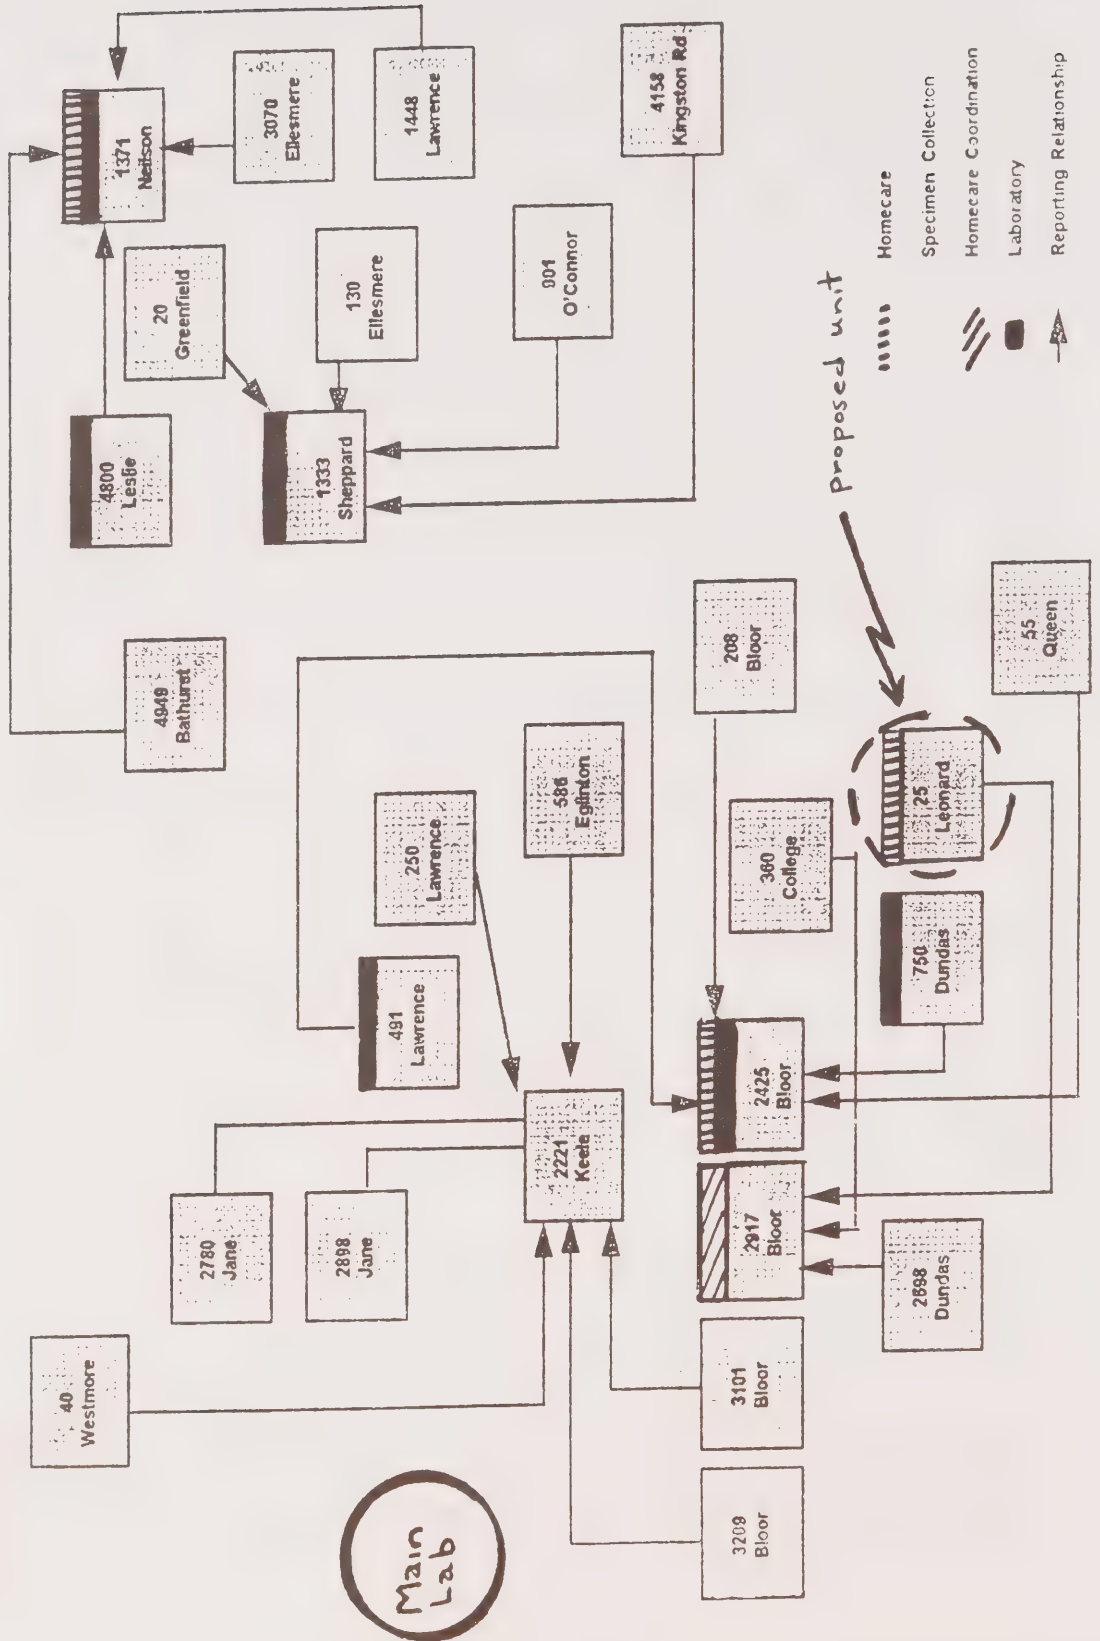 1371
Neilson
3070
Ellesmere
1448
Lawrence
4158
Kingston Rd
20
Greenfield
130
Ellesmere
901
O'Connor
4800
Leslie
1333
Sheppard
4949
Bathurst
250
Lawrence
586
Eglinton
208
Bloor
491
Lawrence
360
College
25
Leonard
55
Queen
750
Dundas
2780
Jane
2898
Jane
2221
Keele
2425
Bloor
2917
Bloor
2698
Dundas
40
Westmore
3101
Bloor
3209
Bloor
Main
Lab
proposed unit
Homecare
Specimen Collection
Homecare Coordination
Laboratory
Reporting Relationship